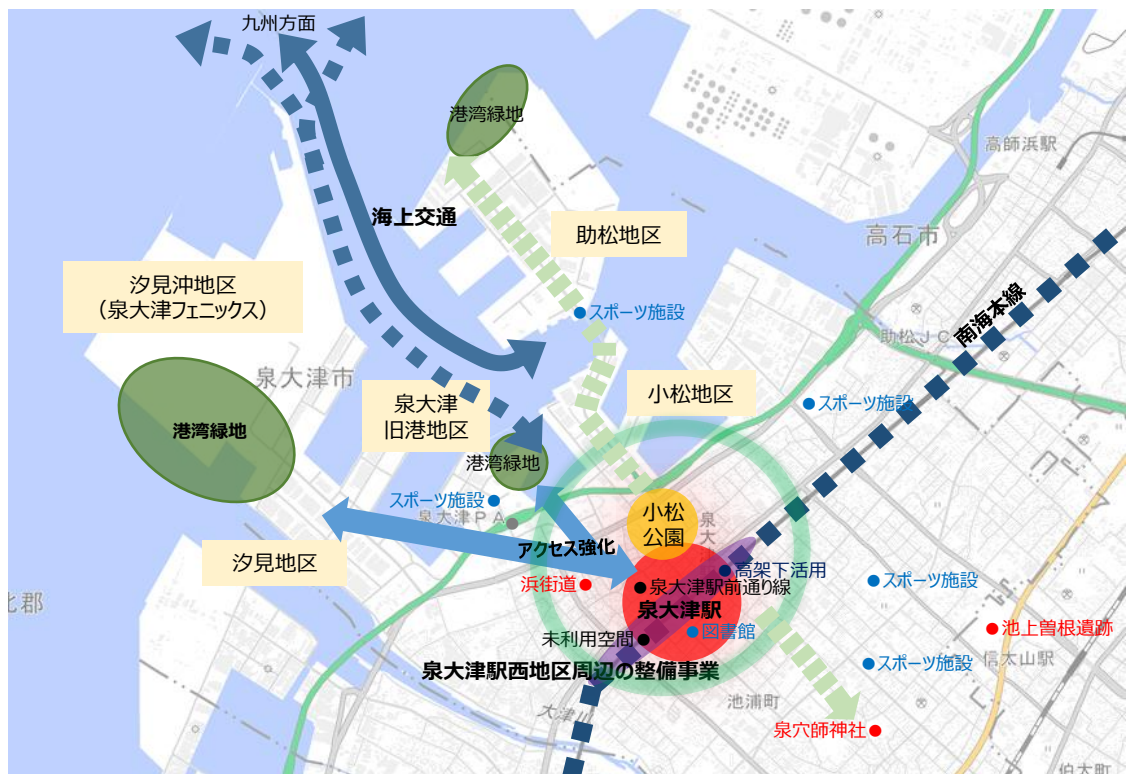 九州方面
港湾緑地
高師浜駅
海上交通
助松地区
高石市
汐見沖地区
（泉大津フェニックス）
スポーツ施設
南海本線
助松ＪＣ
泉大津市
泉大津
旧港地区
小松地区
スポーツ施設
港湾緑地
港湾緑地
スポーツ施設
泉大津ＰＡ
小松
公園
泉大
アクセス強化
汐見地区
高架下活用
浜街道
泉大津駅前通り線
スポーツ施設
北郡
泉大津駅
未利用空間
図書館
池上曽根遺跡
泉大津駅西地区周辺の整備事業
スポーツ施設
信太山駅
池浦町
大津川
泉穴師神社
伯太町